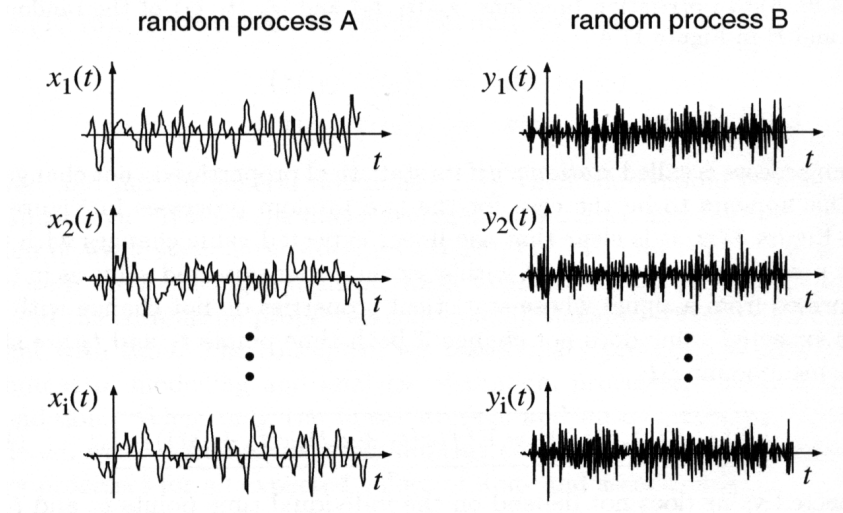 random process A
random process B
x₁(t)
y₁(t)
t
t
x₂(t)
y₂(t)
t
t
xᵢ(t)
yᵢ(t)
t
t